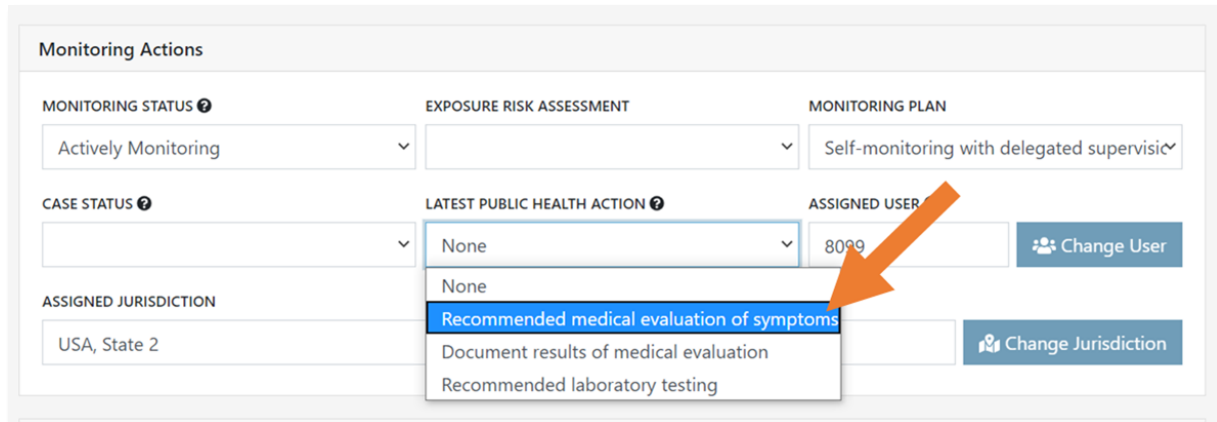 Monitoring Actions
MONITORING STATUS
EXPOSURE RISK ASSESSMENT
MONITORING PLAN
Actively Monitoring
Self-monitoring with delegated
CASE STATUS
LATEST PUBLIC HEALTH ACTION
ASSIGNED USER
None
8099
Change User
None
ASSIGNED JURISDICTION
Recommended medical evaluation of symptoms
USA, State 2
Document results of medical evaluation
Change Jurisdiction
Recommended laboratory testing